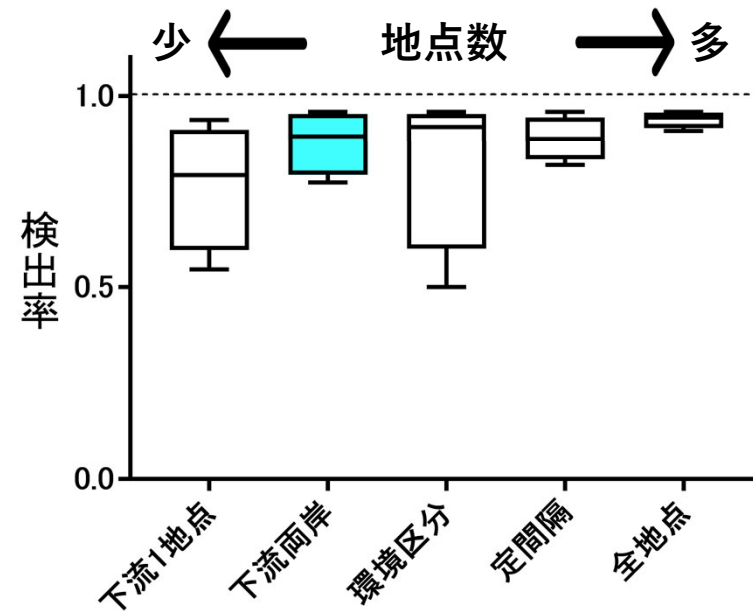 少 地点数 多
1.0
0.5
0.0
検出率
下流1地点
下流両岸
環境区分
定間隔
全地点